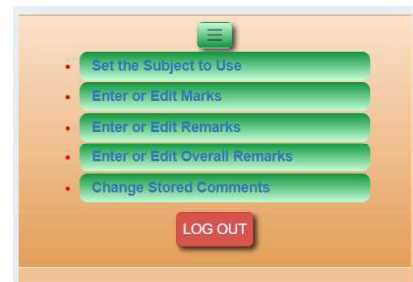 Set the Subject to Use
Enter or Edit Marks
Enter or Edit Remarks
Enter or Edit Overall Remarks
Change Stored Comments
LOG OUT